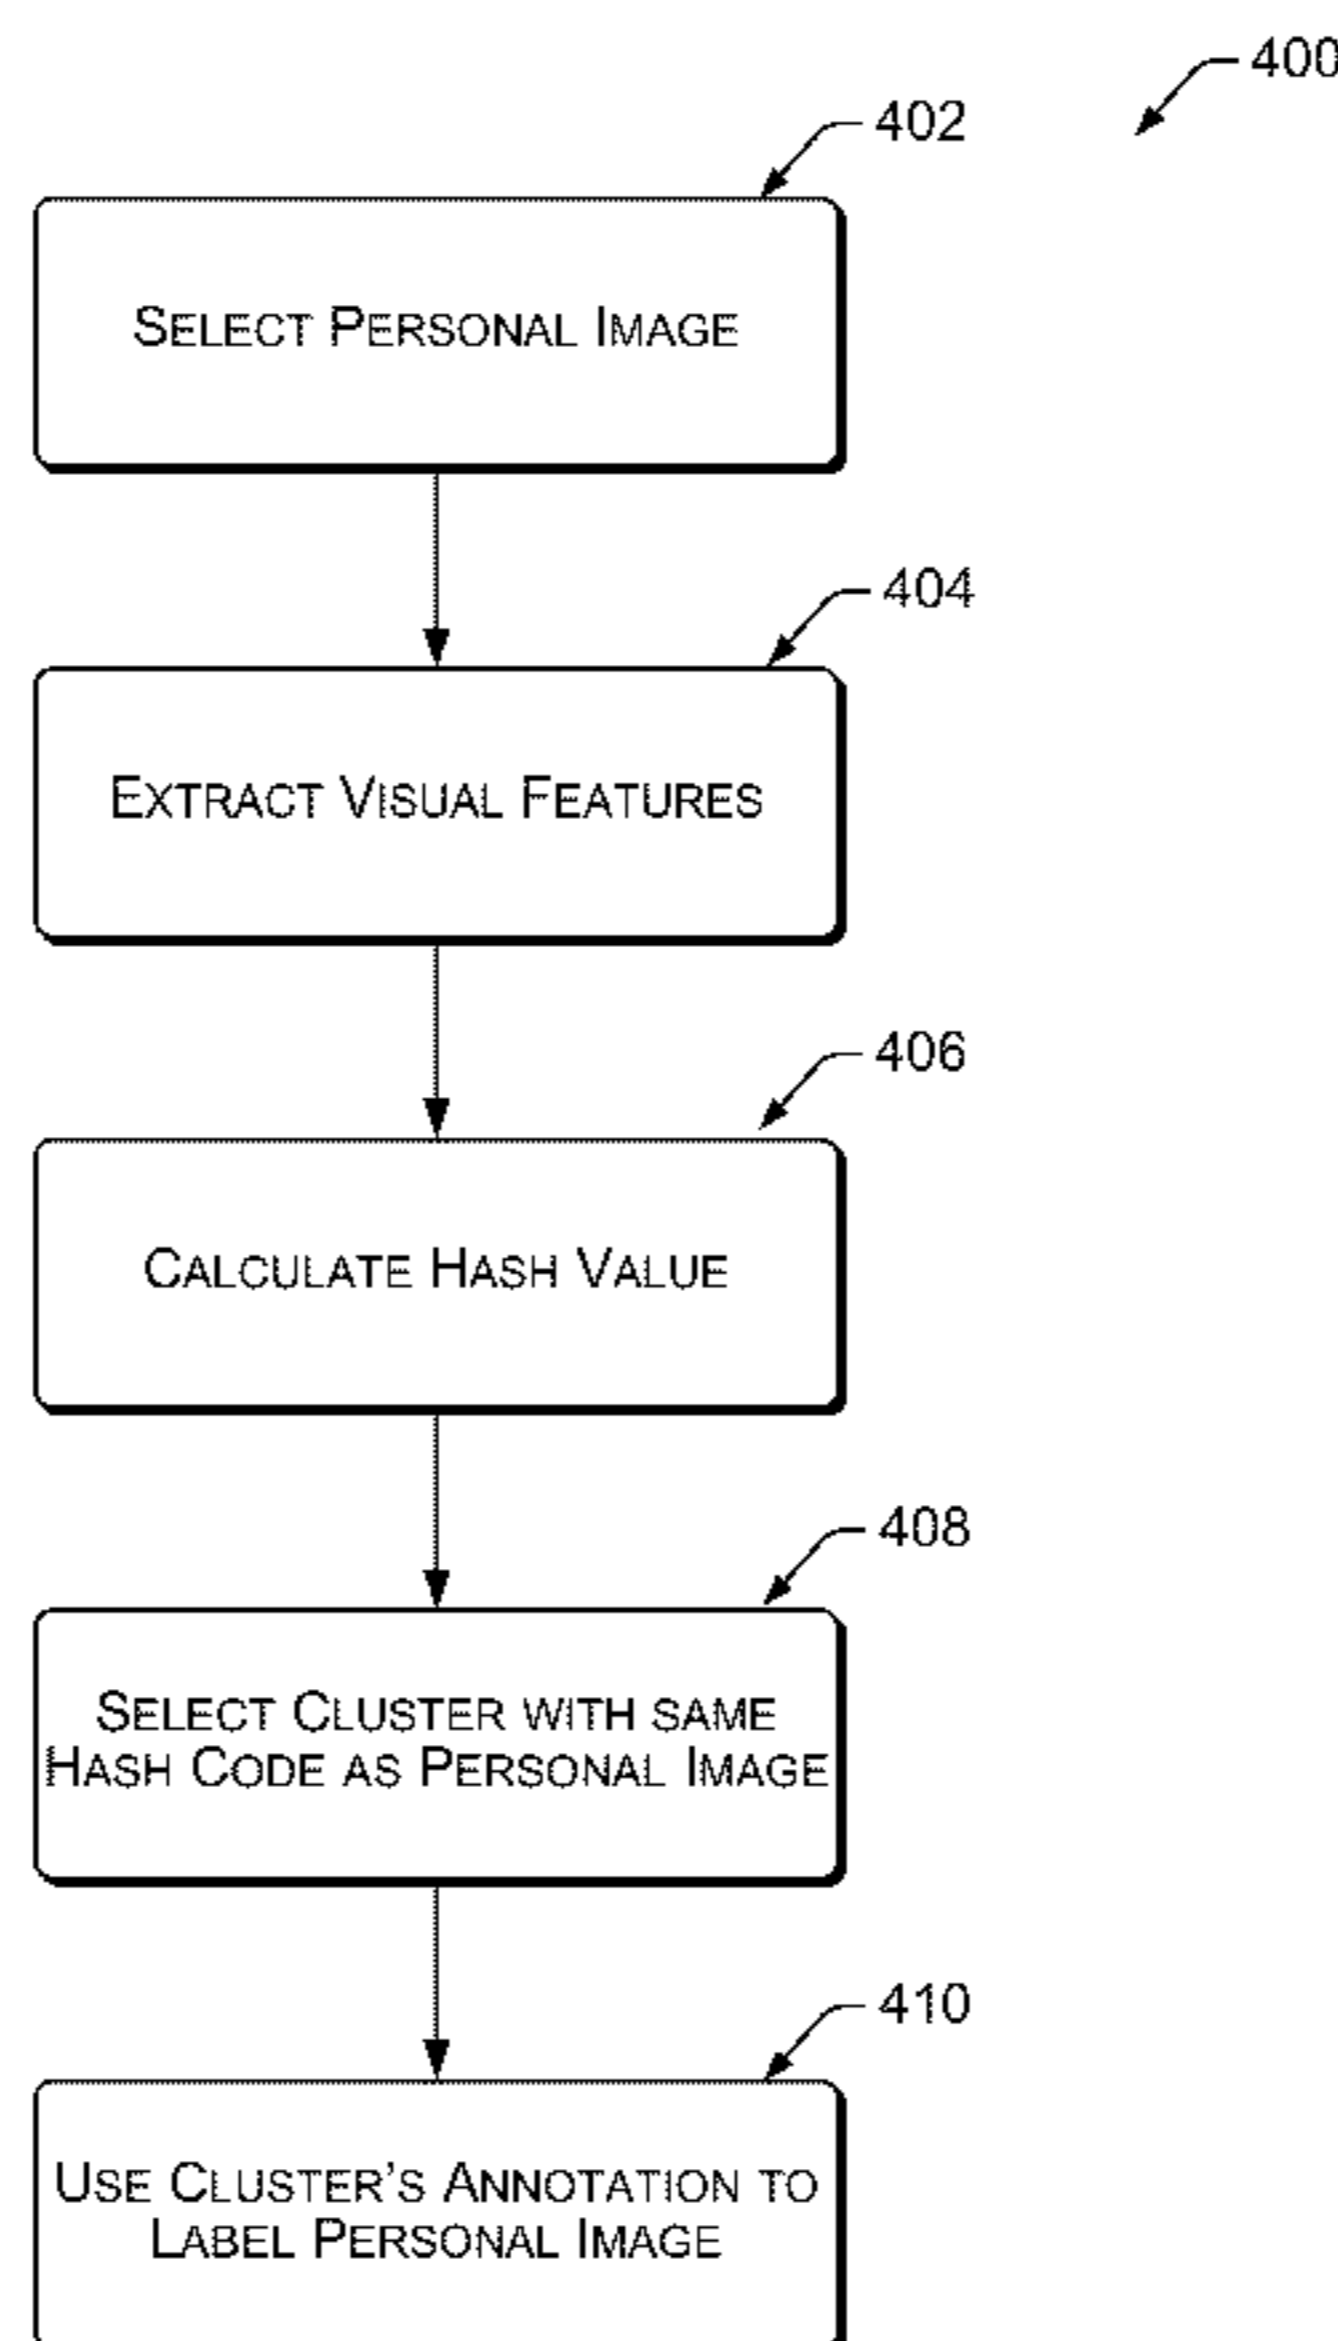 400
402
SELECT PERSONAL IMAGE
404
EXTRACT VISUAL FEATURES
406
CALCULATE HASH VALUE
408
SELECT CLUSTER WITH SAME
HASH CODE AS PERSONAL IMAGE
410
USE CLUSTER'S ANNOTATION TO
LABEL PERSONAL IMAGE